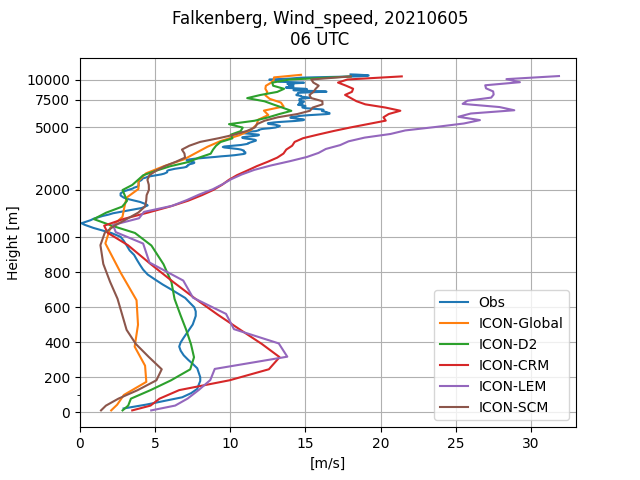 Falkenberg, Wind_speed, 20210605
06 UTC
10000
7500
5000
2000
1000
800
600
400
200
0
Height [m]
0 5 10 15 20 25 30
[m/s]
Obs
ICON-Global
ICON-D2
ICON-CRM
ICON-LEM
ICON-SCM